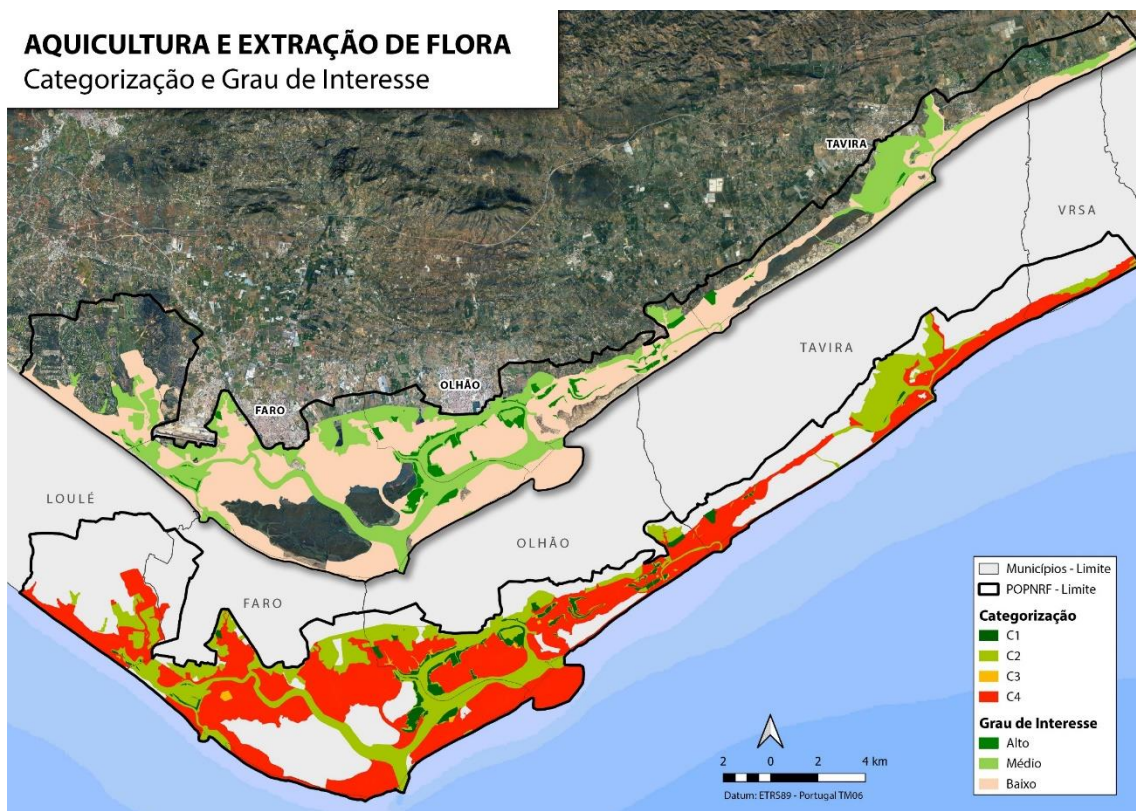 AQUICULTURA E EXTRAÇÃO DE FLORA
Categorização e Grau de Interesse
TAVIRA
VRSA
OLHÃO
FARO
TAVIRA
LOULÉ
OLHÃO
FARO
Municípios - Limite
POPNRF - Limite
Categorização
C1
C2
C3
C4
Grau de Interesse
Alto
Médio
Baixo
2 0 2 4 km
Datum: ETRS89 - Portugal TM06